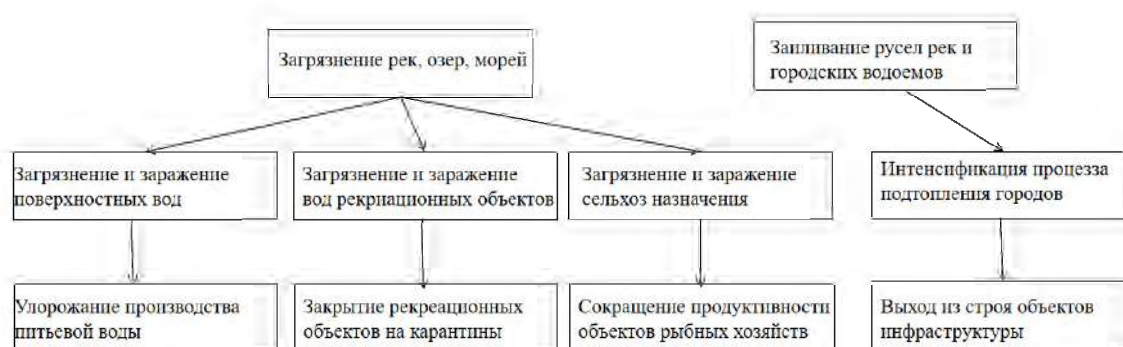 Загрязнение рек, озер, морей
Заиливание русел рек и
городских водоемов
Загрязнение и заражение
поверхностных вод
Загрязнение и заражение
вод рекриационных объектов
Загрязнение и заражение
сельхоз назначения
Интенсификация процезза
подтопления городов
Удорожание производства
питьевой воды
Закрытие рекреационных
объектов на карантины
Сокращение продуктивности
объектов рыбных хозяйств
Выход из строя объектов
инфраструктуры